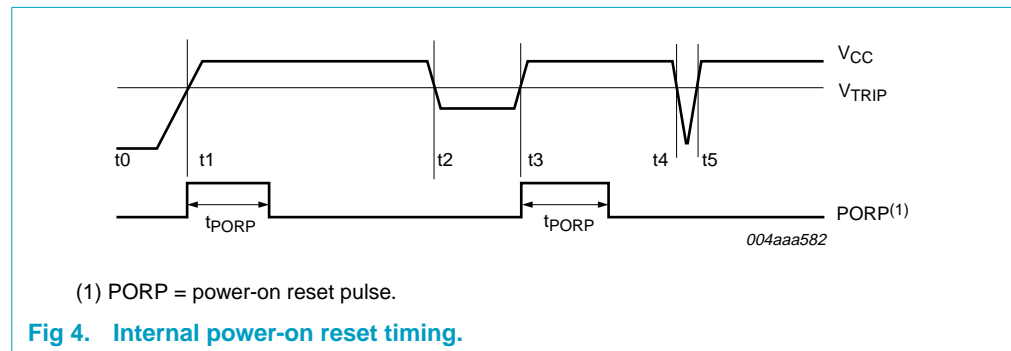 VCC
VTRIP
t0 t1 t2 t3 t4 t5
tPORP tPORP PORP(1)
004aaa582
(1) PORP = power-on reset pulse.
Fig 4. Internal power-on reset timing.